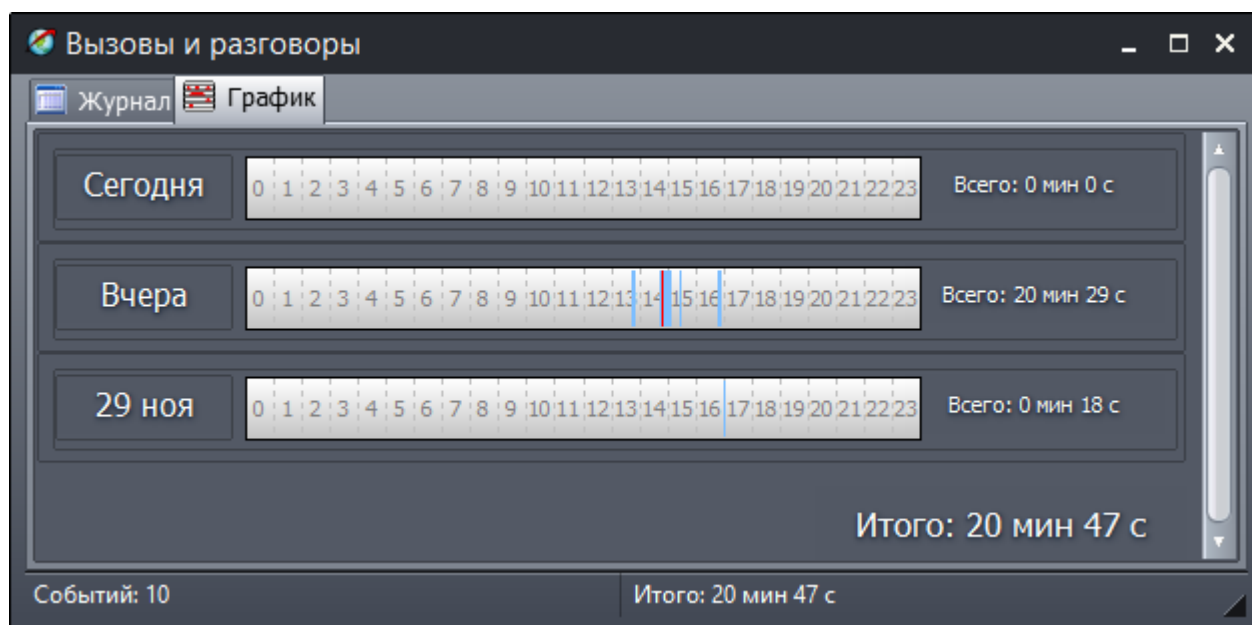 Вызовы и разговоры
Журнал График
Сегодня 0 1 2 3 4 5 6 7 8 9 10 11 12 13 14 15 16 17 18 19 20 21 22 23 Всего: 0 мин 0 с
Вчера 0 1 2 3 4 5 6 7 8 9 10 11 12 13 14 15 16 17 18 19 20 21 22 23 Всего: 20 мин 29 с
29 ноя 0 1 2 3 4 5 6 7 8 9 10 11 12 13 14 15 16 17 18 19 20 21 22 23 Всего: 0 мин 18 с
Итого: 20 мин 47 с
Событий: 10 Итого: 20 мин 47 с